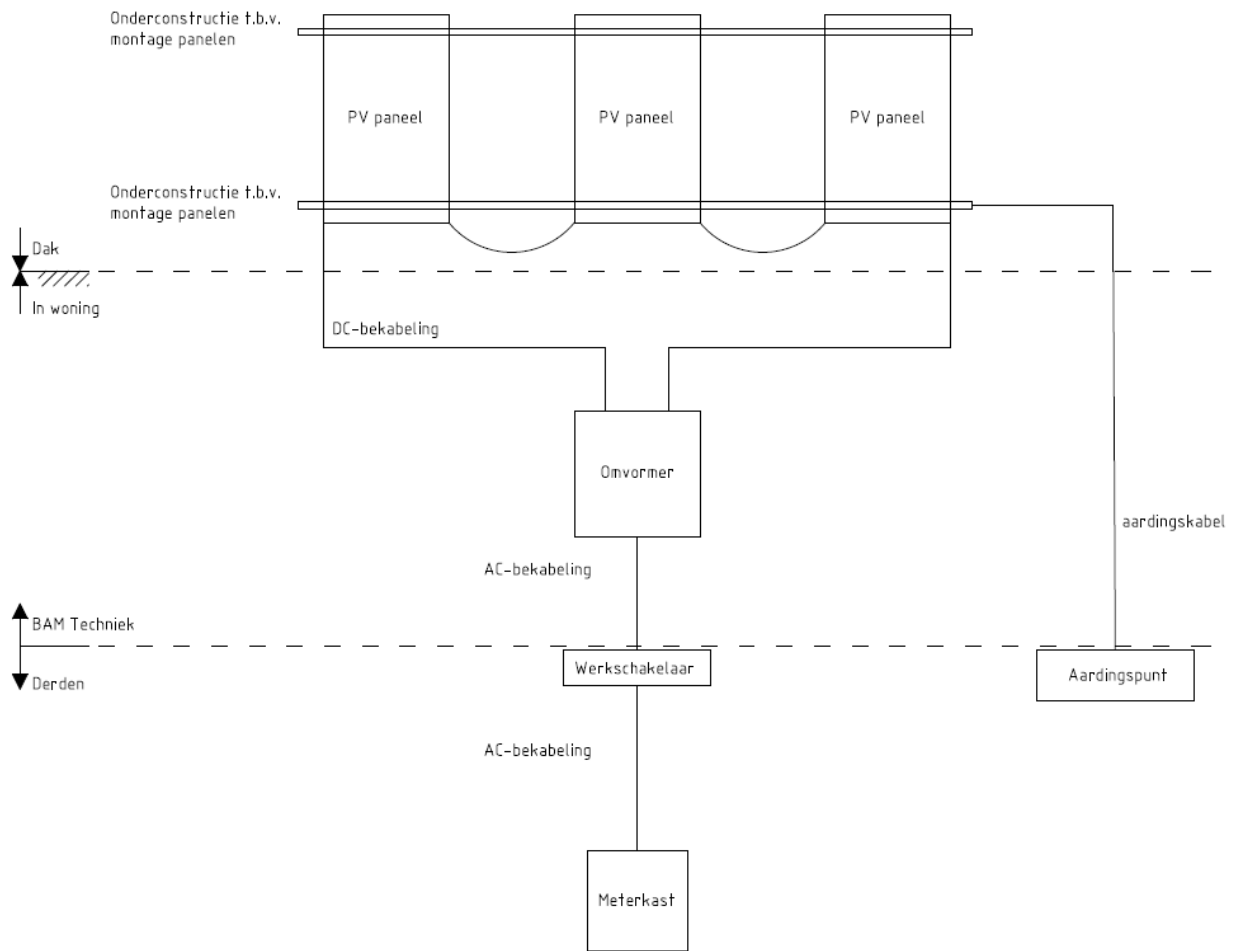 Onderconstructie t.b.v.
montage panelen
PV paneel
PV paneel
PV paneel
Onderconstructie t.b.v.
montage panelen
Dak
In woning
DC-bekabeling
Omvormer
aardingskabel
AC-bekabeling
BAM Techniek
Derden
Werkschakelaar
Aardingspunt
AC-bekabeling
Meterkast